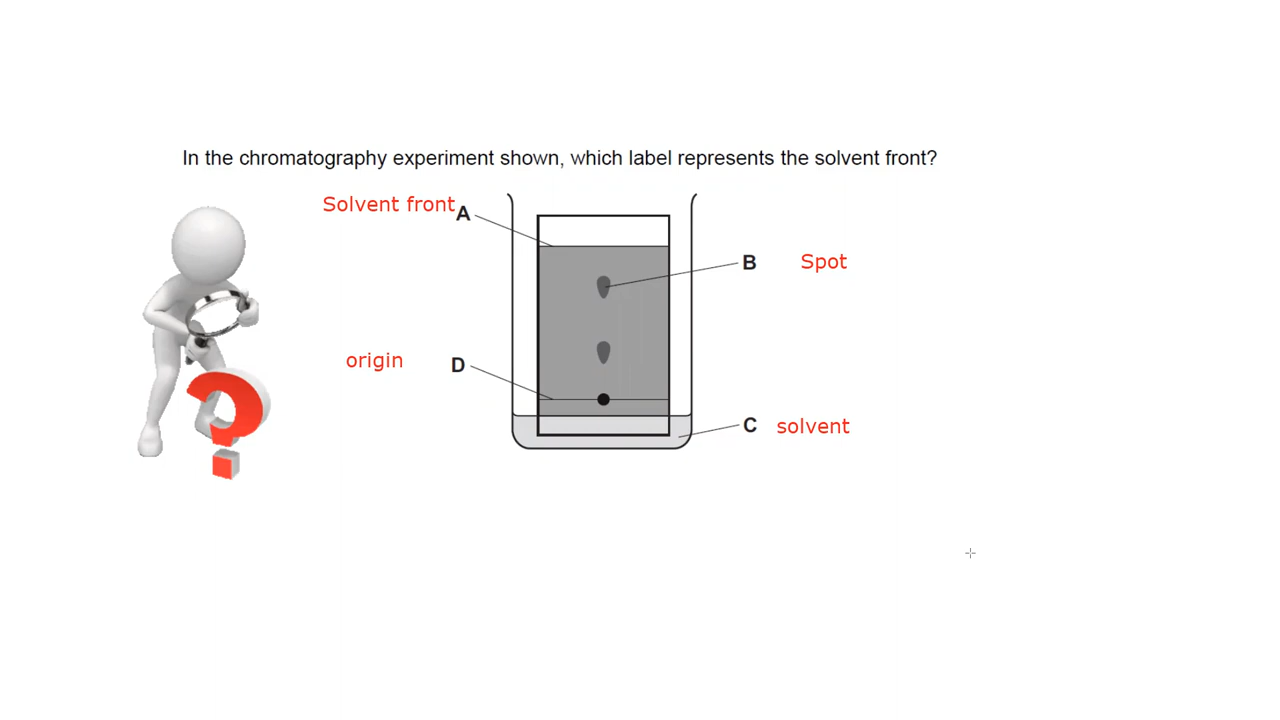 In the chromatography experiment shown, which label represents the solvent front?
Solvent front A
B Spot
origin D
C solvent